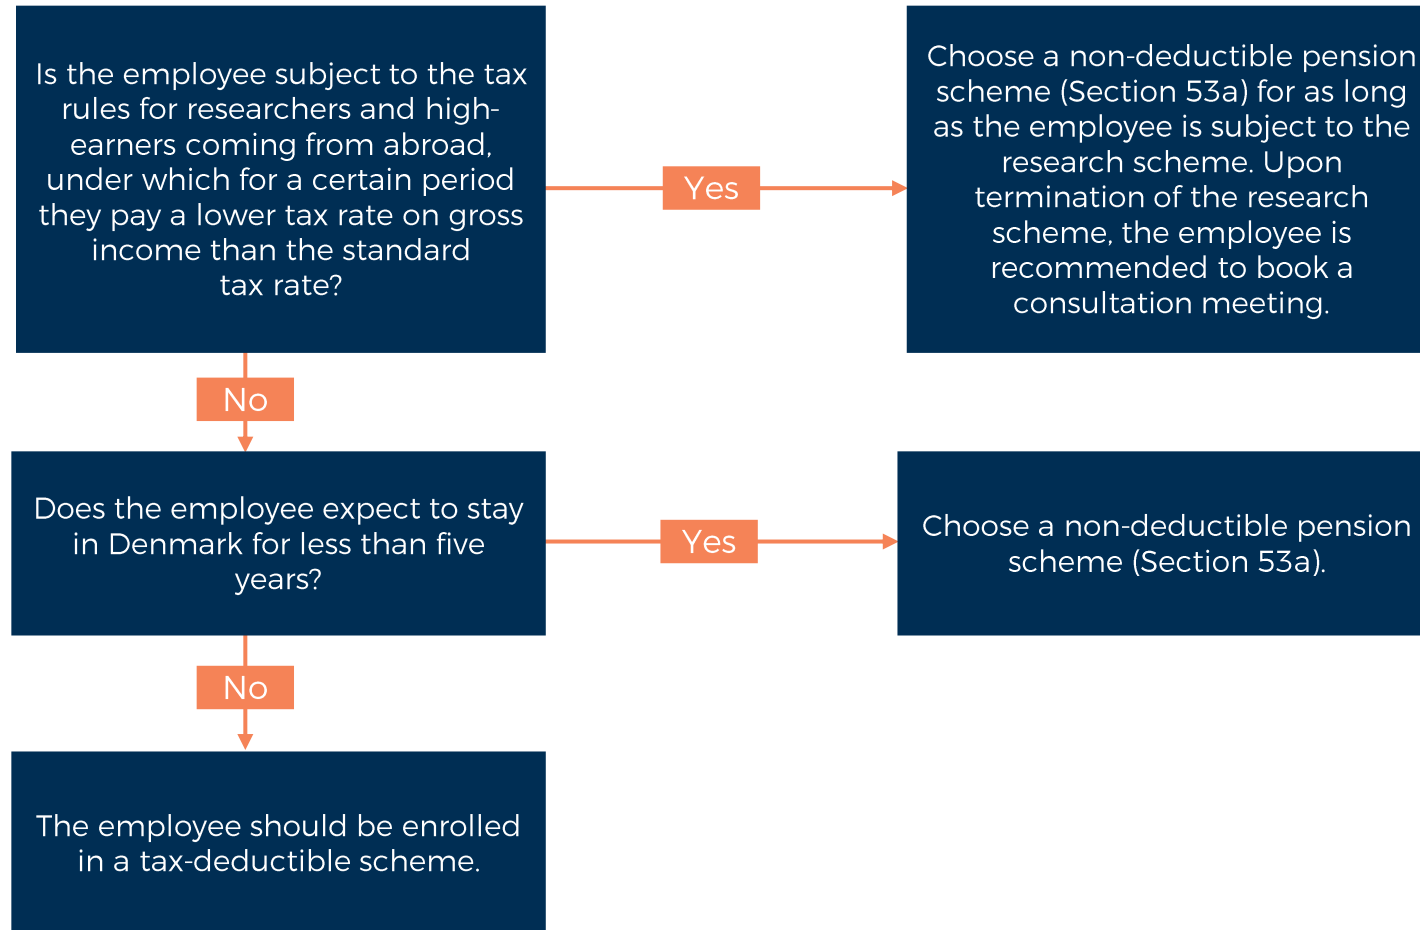 Is the employee subject to the tax
rules for researchers and high-
earners coming from abroad,
under which for a certain period
they pay a lower tax rate on gross
income than the standard
tax rate?
Yes
Choose a non-deductible pension
scheme (Section 53a) for as long
as the employee is subject to the
research scheme. Upon
termination of the research
scheme, the employee is
recommended to book a
consultation meeting.
No
Does the employee expect to stay
in Denmark for less than five
years?
Yes
Choose a non-deductible pension
scheme (Section 53a).
No
The employee should be enrolled
in a tax-deductible scheme.